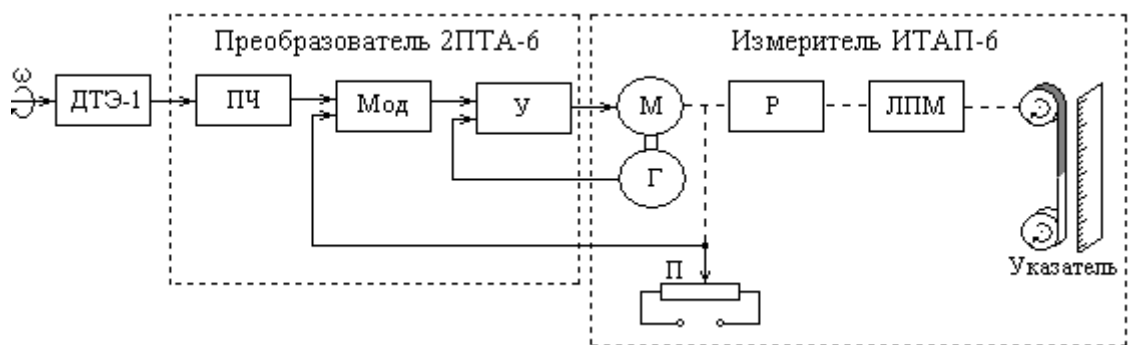 Преобразователь 2ПТА-6
Измеритель ИТАП-6
ω
ДТЭ-1
ПЧ
Мод
У
М
Р
ЛПМ
Г
П
Указатель